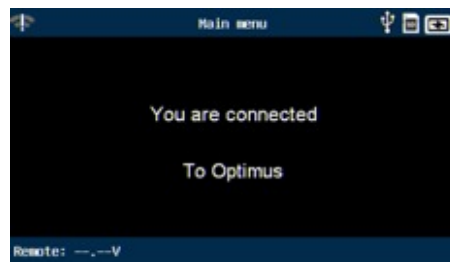 Main menu
You are connected
To Optimus
Remote: --.--V